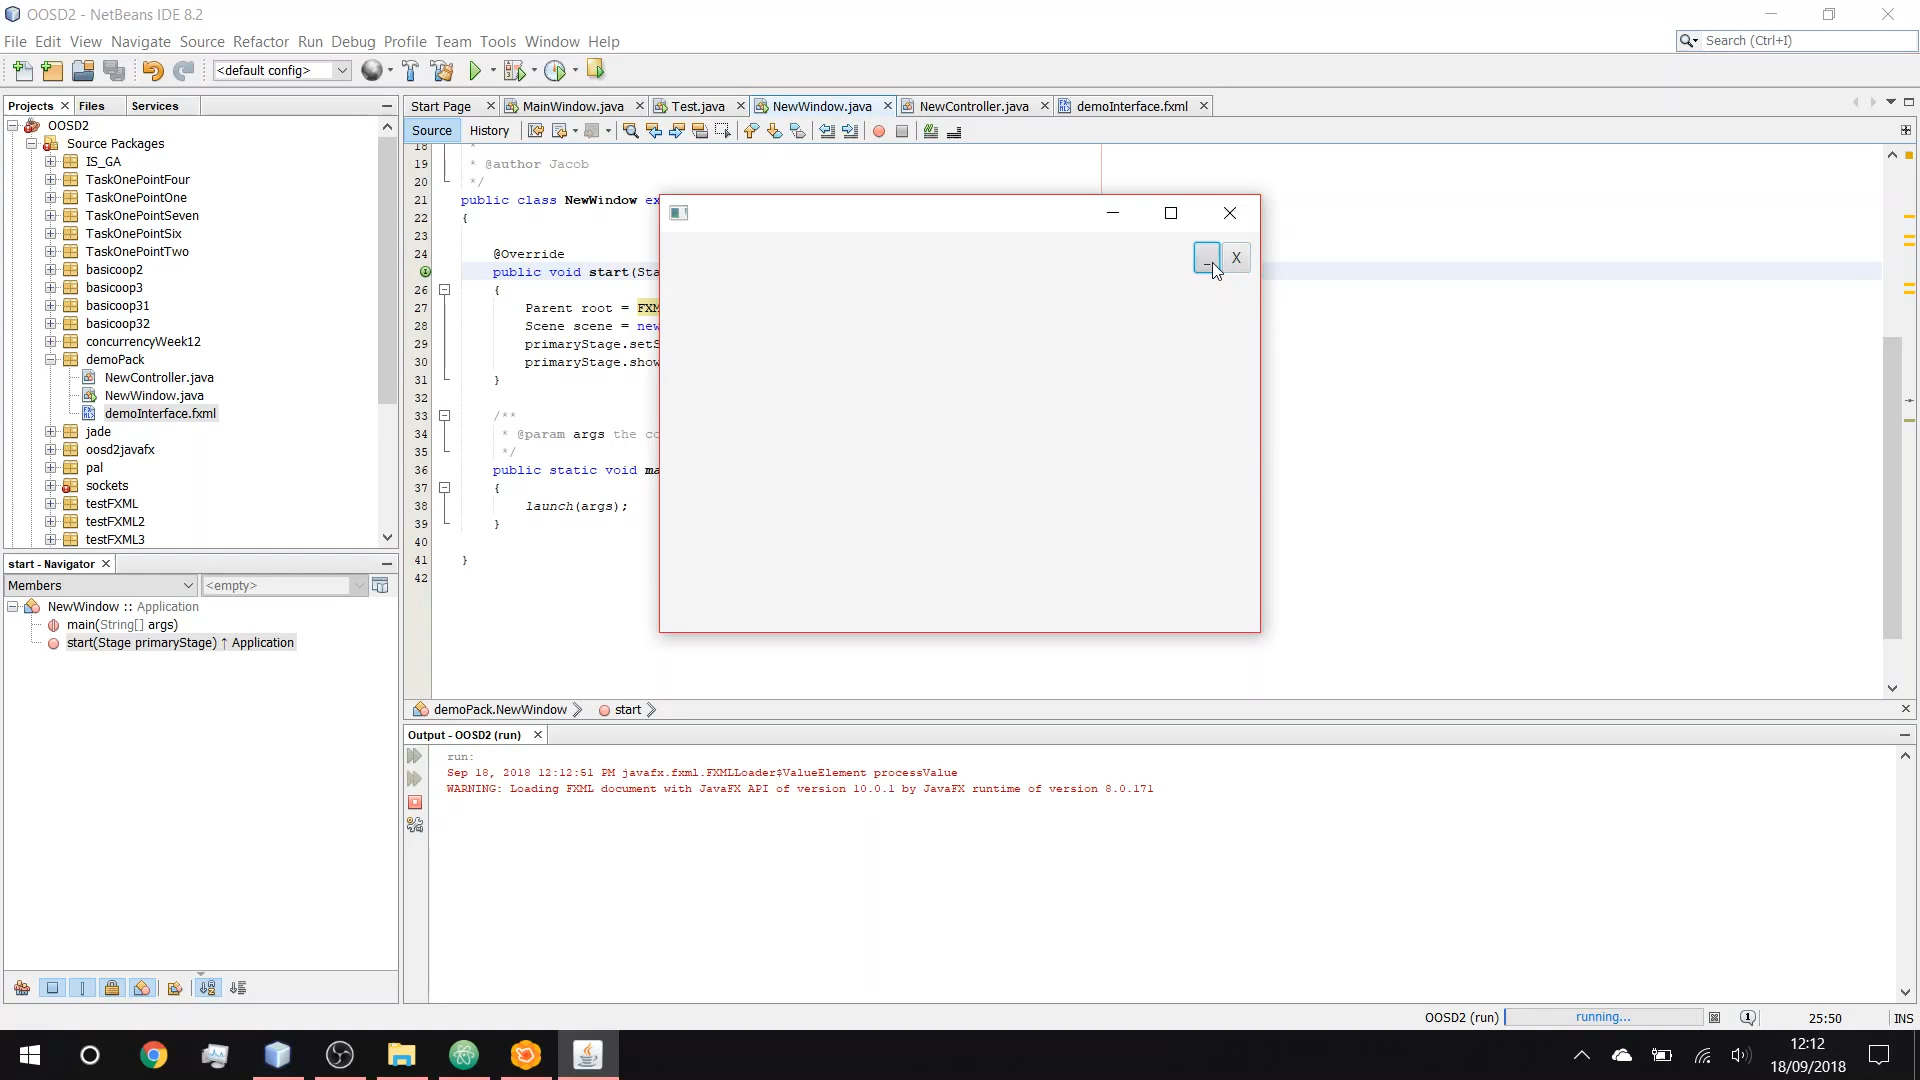 OOSD2 - NetBeans IDE 8.2
File Edit View Navigate Source Refactor Run Debug Profile Team Tools Window Help
Search (Ctrl+I)
<default config>
Projects Files Services
OOSD2
Source Packages
IS_GA
TaskOnePointFour
TaskOnePointOne
TaskOnePointSeven
TaskOnePointSix
TaskOnePointTwo
basicoop2
basicoop3
basicoop31
basicoop32
concurrencyWeek12
demoPack
NewController.java
NewWindow.java
demoInterface.fxml
jade
oosd2javafx
pal
sockets
testFXML
testFXML2
testFXML3
start - Navigator
Members <empty>
NewWindow :: Application
main(String[] args)
start(Stage primaryStage) ↑ Application
Start Page MainWindow.java Test.java NewWindow.java NewController.java demoInterface.fxml
Source History
18 *
19 * @author Jacob
20 */
21 public class NewWindow ex
22 {
23
24 @Override
public void start(Sta
26 {
27 Parent root = FXM
28 Scene scene = new
29 primaryStage.setS
30 primaryStage.show
31 }
32
33 /**
34 * @param args the co
35 */
36 public static void ma
37 {
38 launch(args);
39 }
40
41 }
42
_ X
demoPack.NewWindow start
Output - OOSD2 (run)
run:
Sep 18, 2018 12:12:51 PM javafx.fxml.FXMLLoader$ValueElement processValue
WARNING: Loading FXML document with JavaFX API of version 10.0.1 by JavaFX runtime of version 8.0.171
OOSD2 (run) running... 1 25:50 INS
12:12
18/09/2018